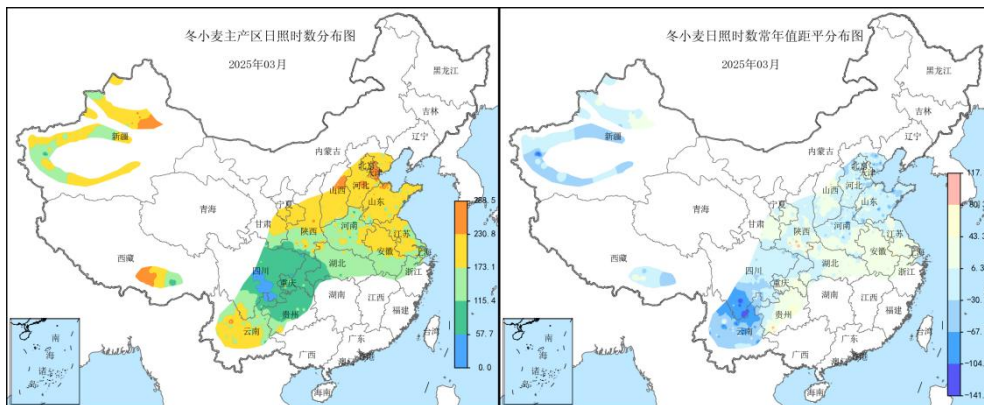 冬小麦主产区日照时数分布图
2025年03月
黑龙江
吉林
辽宁
内蒙古
新疆
北京
天津
河北
山西
山东
宁夏
青海
甘肃
陕西
河南
江苏
安徽
上海
西藏
四川
重庆
湖北
浙江
湖南
江西
贵州
福建
云南
台湾
广西
广东
海南
南
海
诸
岛
288.5
230.8
173.1
115.4
57.7
0.0
冬小麦日照时数常年值距平分布图
2025年03月
黑龙江
吉林
辽宁
内蒙古
新疆
北京
天津
河北
山西
山东
宁夏
青海
甘肃
陕西
河南
江苏
安徽
上海
西藏
四川
重庆
湖北
浙江
湖南
江西
贵州
福建
云南
台湾
广西
广东
海南
南
海
诸
岛
117.
80.
43.
6.3
-30.
-67.
-104.
-141.